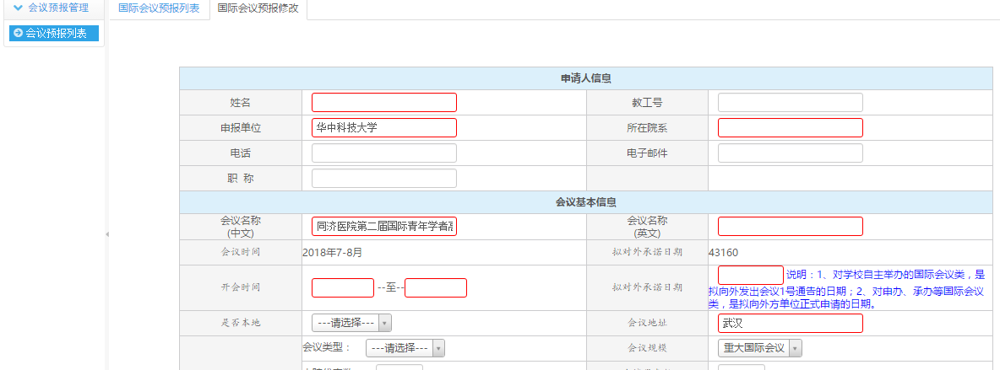 会议预报管理
国际会议预报列表
国际会议预报修改
会议预报列表
申请人信息
姓名
教工号
申报单位
华中科技大学
所在院系
电话
电子邮件
职 称
会议基本信息
会议名称
(中文)
同济医院第二届国际青年学者
会议名称
(英文)
会议时间
2018年7-8月
拟对外承诺日期
43160
开会时间
--至--
拟对外承诺日期
说明：1、对学校自主举办的国际会议类，是
拟向外发出会议1号通告的日期；2、对申办、承办等国际会议
类，是拟向外方单位正式申请的日期。
是否本地
---请选择---
会议地址
武汉
会议类型：
---请选择---
会议规模
重大国际会议